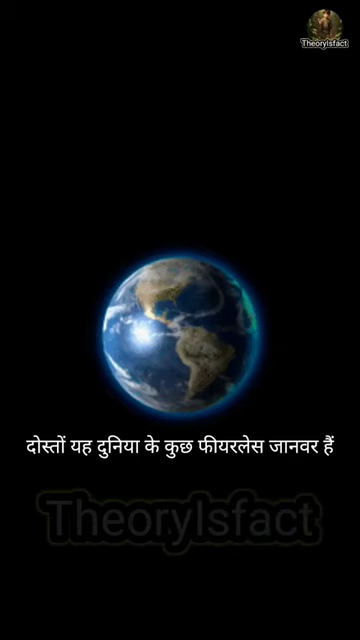 TheoryIsfact
दोस्तों यह दुनिया के कुछ फीयरलेस जानवर हैं
TheoryIsfact